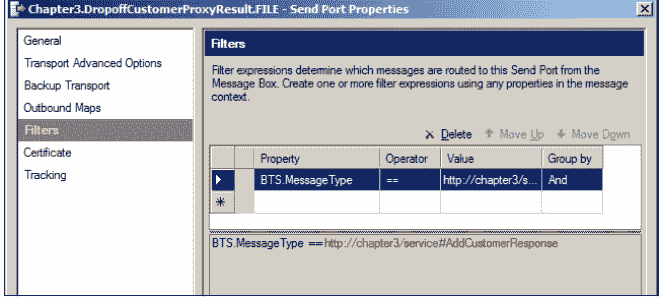 Chapter3.DropoffCustomerProxyResult.FILE - Send Port Properties
General
Transport Advanced Options
Backup Transport
Outbound Maps
Filters
Certificate
Tracking
Filters
Filter expressions determine which messages are routed to this Send Port from the
Message Box. Create one or more filter expressions using any properties in the message
context.
Delete Move Up Move Down
Property Operator Value Group by
BTS.MessageType == http://chapter3/s... And
BTS.MessageType ==http://chapter3/service#AddCustomerResponse